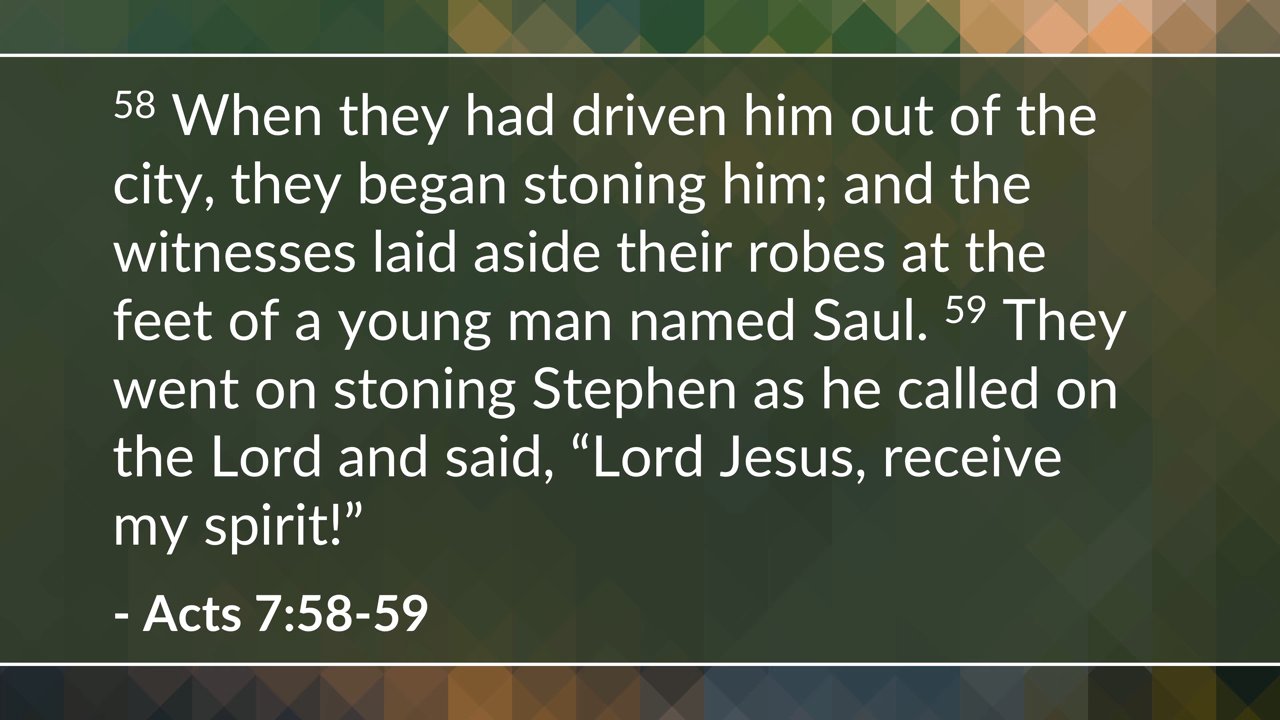 58 When they had driven him out of the
city, they began stoning him; and the
witnesses laid aside their robes at the
feet of a young man named Saul. 59 They
went on stoning Stephen as he called on
the Lord and said, “Lord Jesus, receive
my spirit!”
- Acts 7:58-59